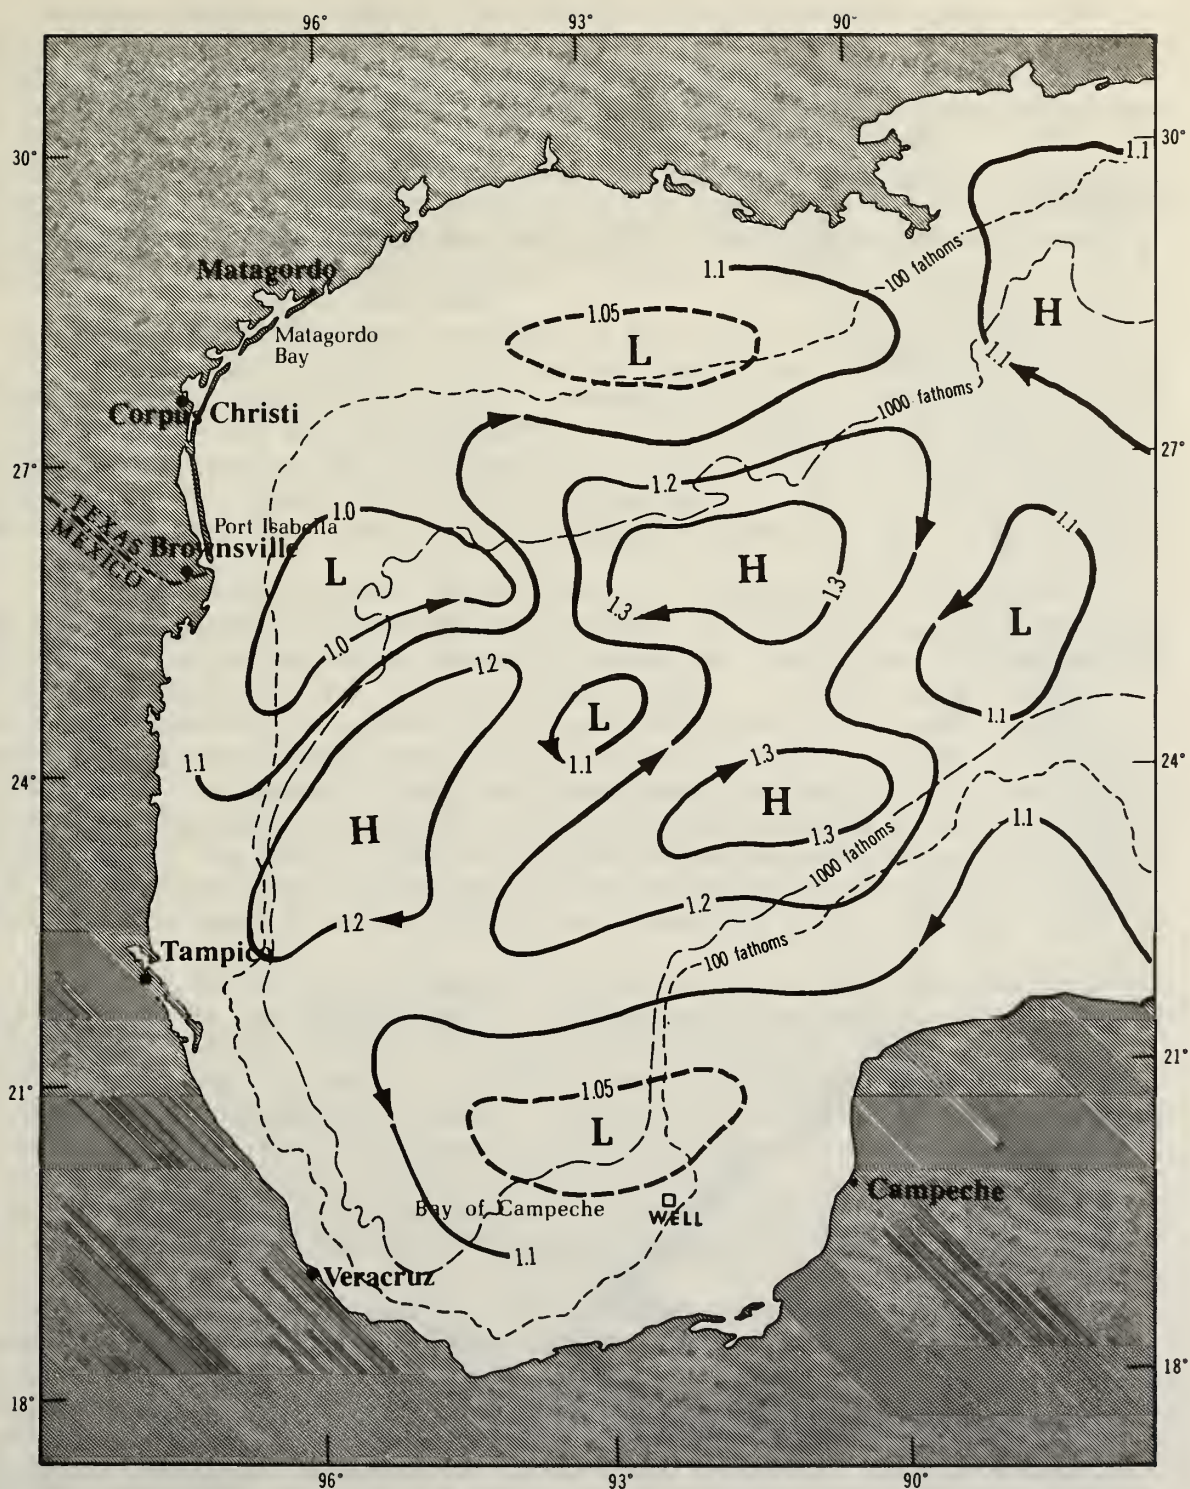 96° 93° 90°
30° 30°
1.1
100 fathoms
Matagordo
1.1
1.05
H
Matagordo
Bay
L
1.1
1000 fathoms
Corpus Christi
27° 27°
1.2
TEXAS
MEXICO
Port Isabella
1.0
1.1
Brownsville
L
H
1.3
1.3
L
1.0
1.2
L
1.1
1.1
1.1
1.3
24° 24°
H
H
1.1
1.3
1000 fathoms
1.2
1.2
100 fathoms
Tampico
21° 21°
1.05
L
Campeche
Bay of Campeche
WELL
1.1
Veracruz
18° 18°
96° 93° 90°